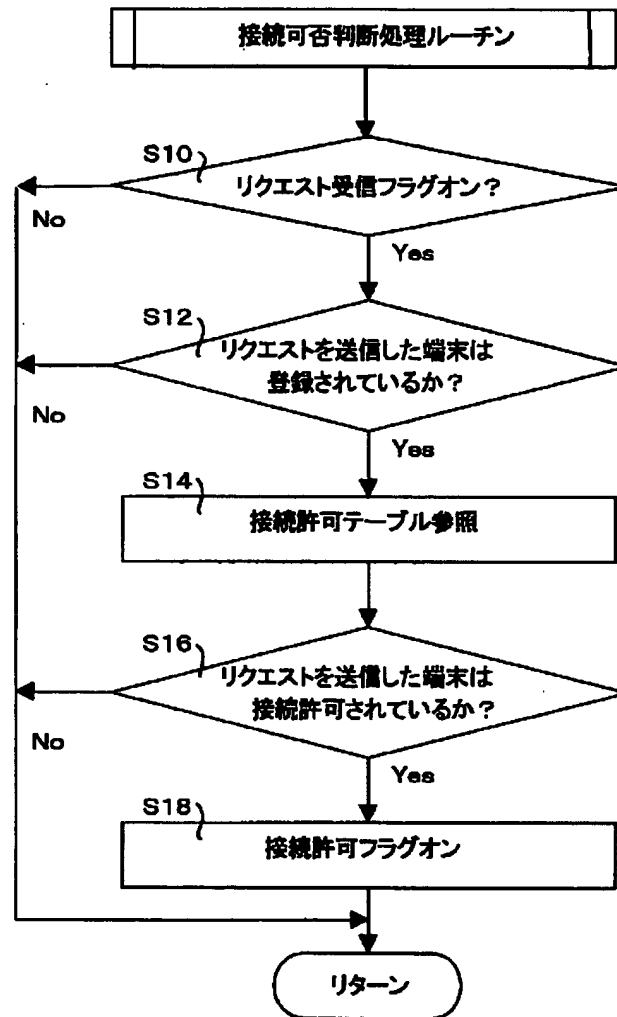 接続可否判断処理ルーチン
S10
リクエスト受信フラグオン？
No
Yes
S12
リクエストを送信した端末は
登録されているか？
No
Yes
S14
接続許可テーブル参照
S16
リクエストを送信した端末は
接続許可されているか？
No
Yes
S18
接続許可フラグオン
リターン